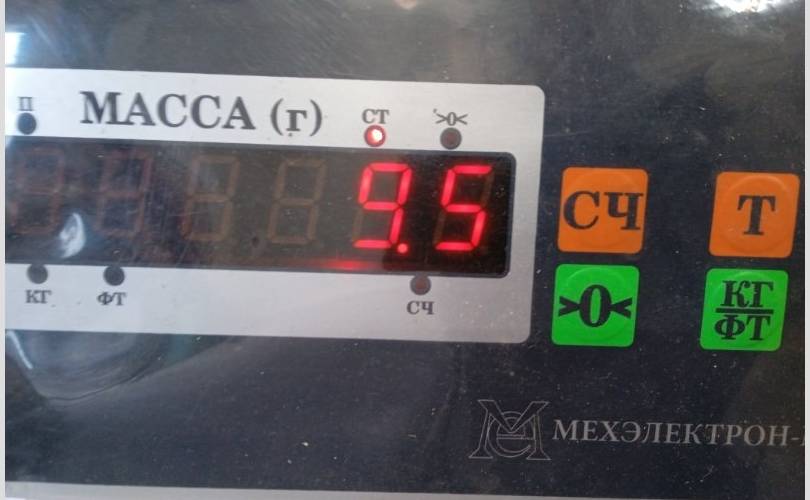 П
МАССА (г)
СТ
>0<
9.5
КГ
ФТ
СЧ
СЧ
Т
>0<
КГ
ФТ
МЕХЭЛЕКТРОН-